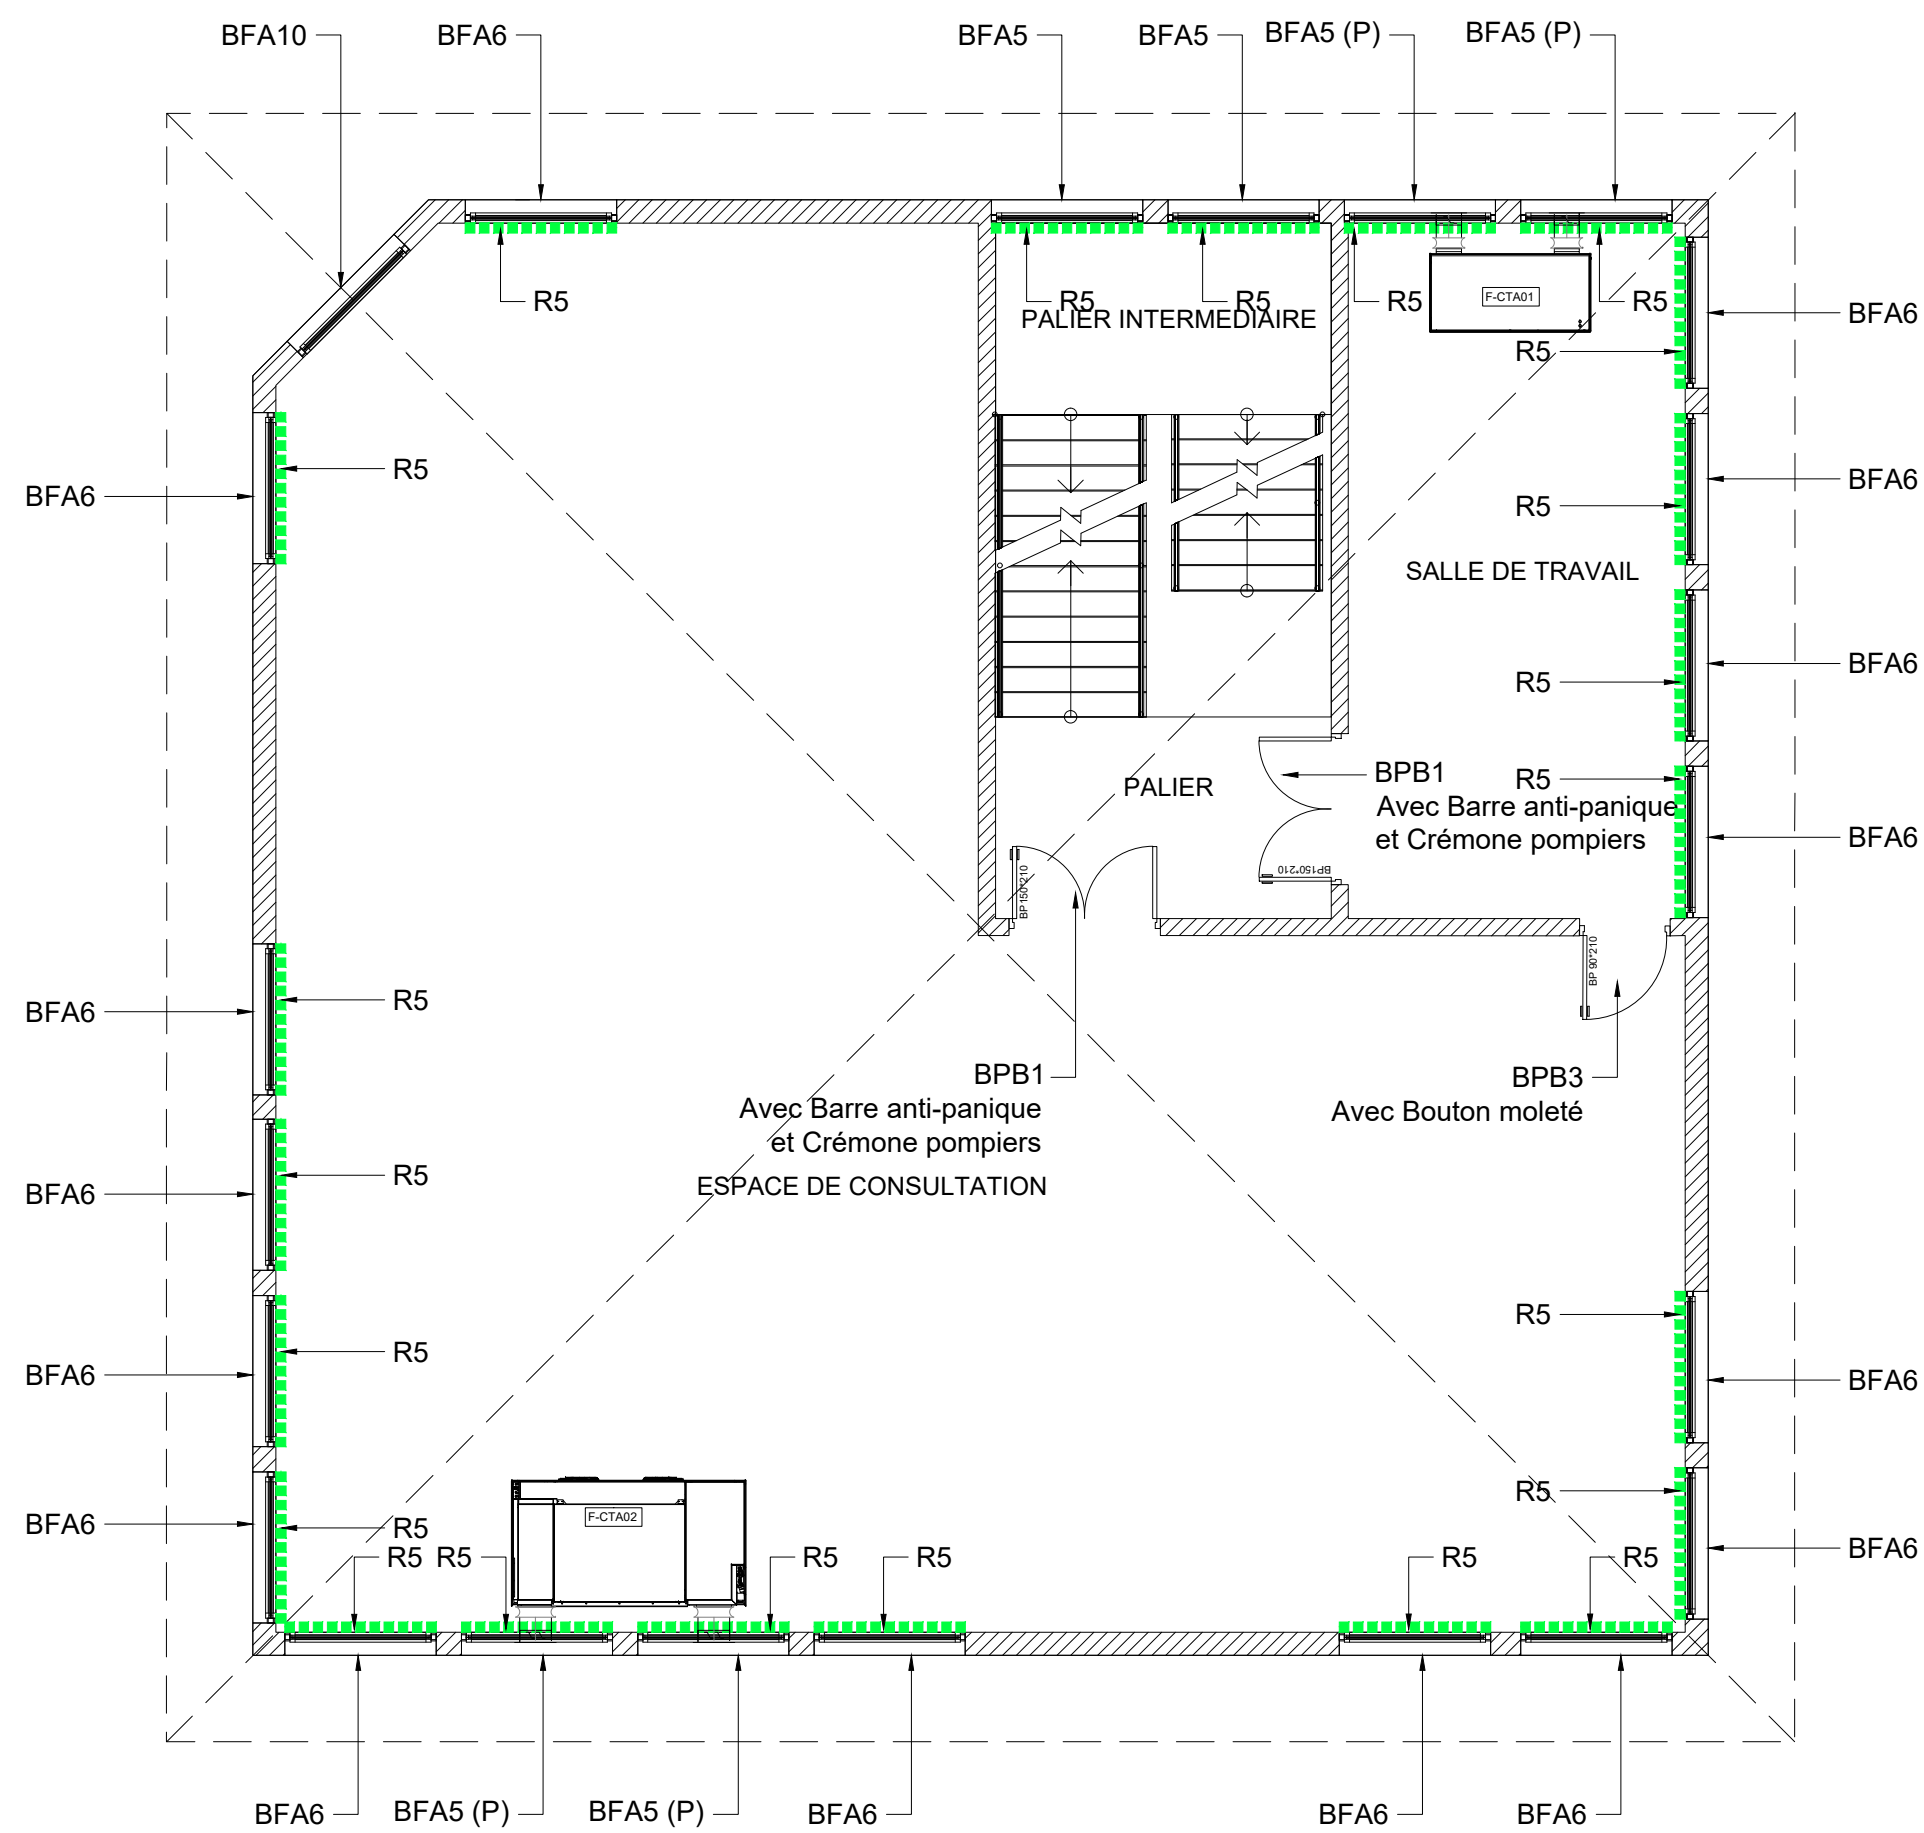 BFA10
BFA6
BFA5
BFA5
BFA5 (P)
BFA5 (P)
R5
R5
R5
R5
R5
F-CTA01
PALIER INTERMEDIAIRE
BFA6
R5
BFA6
R5
BFA6
R5
SALLE DE TRAVAIL
R5
BFA6
BPB1
Avec Barre anti-panique
et Crémone pompiers
R5
BFA6
PALIER
BP150*210
BP150*210
BP 90*210
R5
BFA6
BPB1
Avec Barre anti-panique
et Crémone pompiers
BPB3
Avec Bouton moleté
ESPACE DE CONSULTATION
R5
BFA6
R5
BFA6
R5
BFA6
R5
BFA6
R5
BFA6
F-CTA02
R5
R5
R5
R5
R5
R5
BFA6
BFA5 (P)
BFA5 (P)
BFA6
BFA6
BFA6